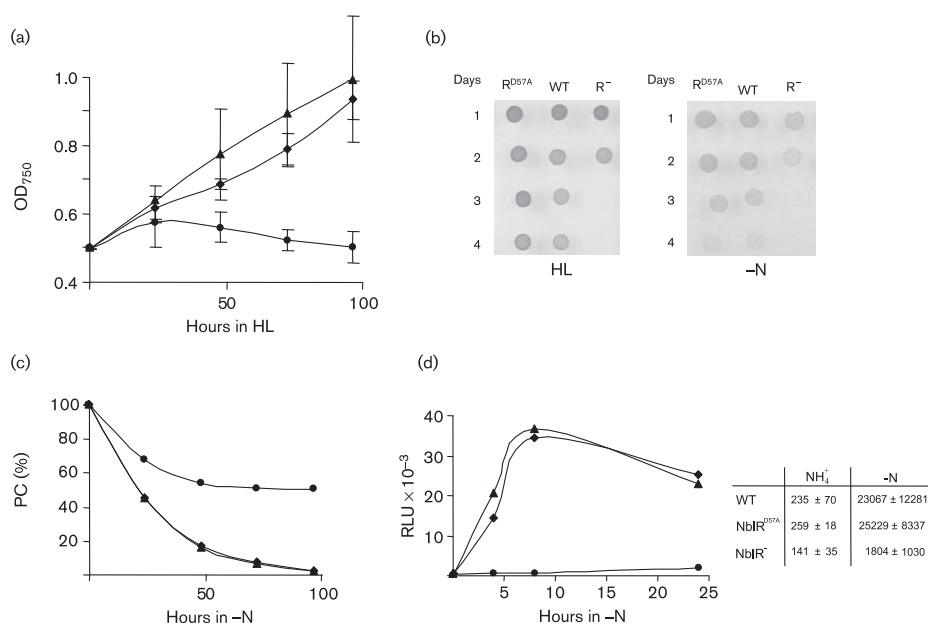 (a)
OD750
1.0
0.8
0.6
0.4
50
100
Hours in HL
(b)
Days RD57A WT R–
1
2
3
4
HL
Days RD57A WT R–
1
2
3
4
–N
(c)
PC (%)
100
80
60
40
20
50
100
Hours in –N
(d)
RLU × 10–3
40
30
20
10
5
10
15
20
25
Hours in –N
NH4+ -N
WT 235 ± 70 23067 ± 12281
NblRD57A 259 ± 18 25229 ± 8337
NblR- 141 ± 35 1804 ± 1030